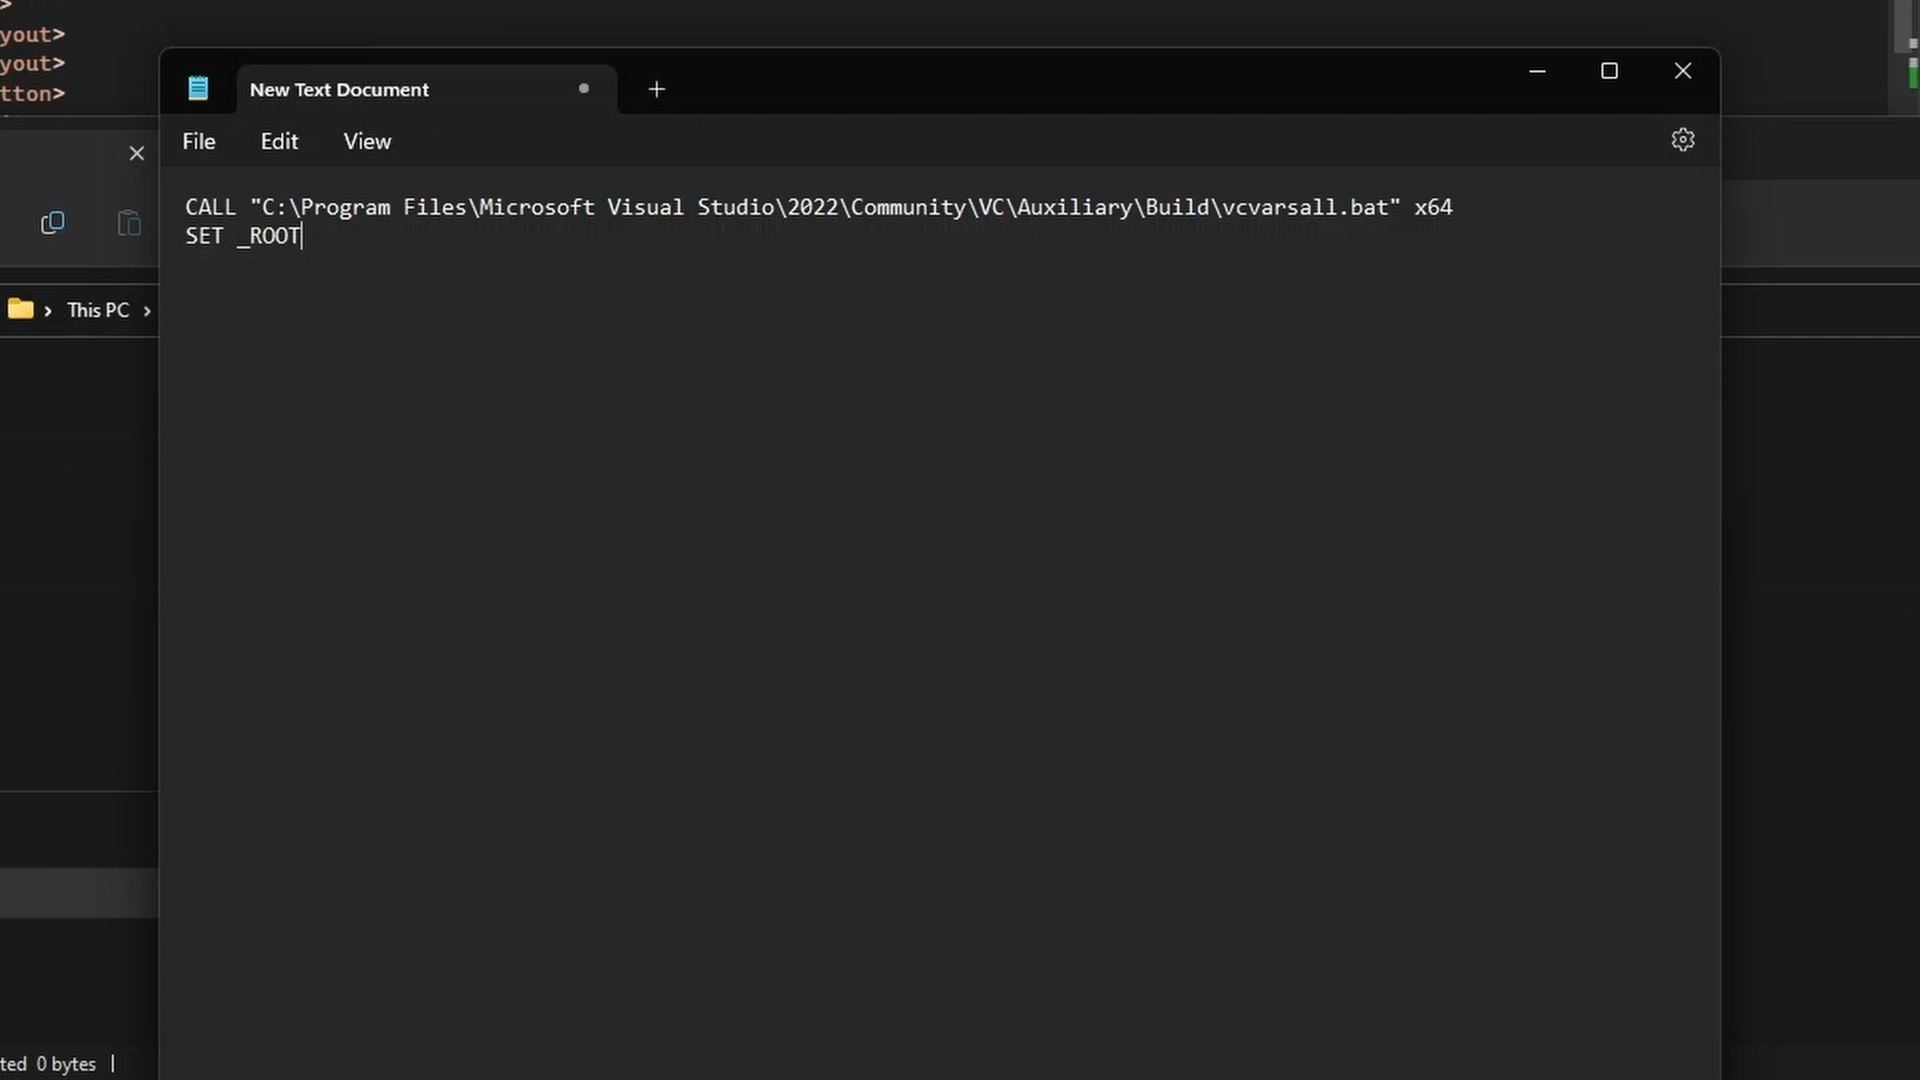 >
yout>
yout>
tton>
New Text Document
File Edit View
CALL "C:\Program Files\Microsoft Visual Studio\2022\Community\VC\Auxiliary\Build\vcvarsall.bat" x64
SET _ROOT
This PC
ted 0 bytes